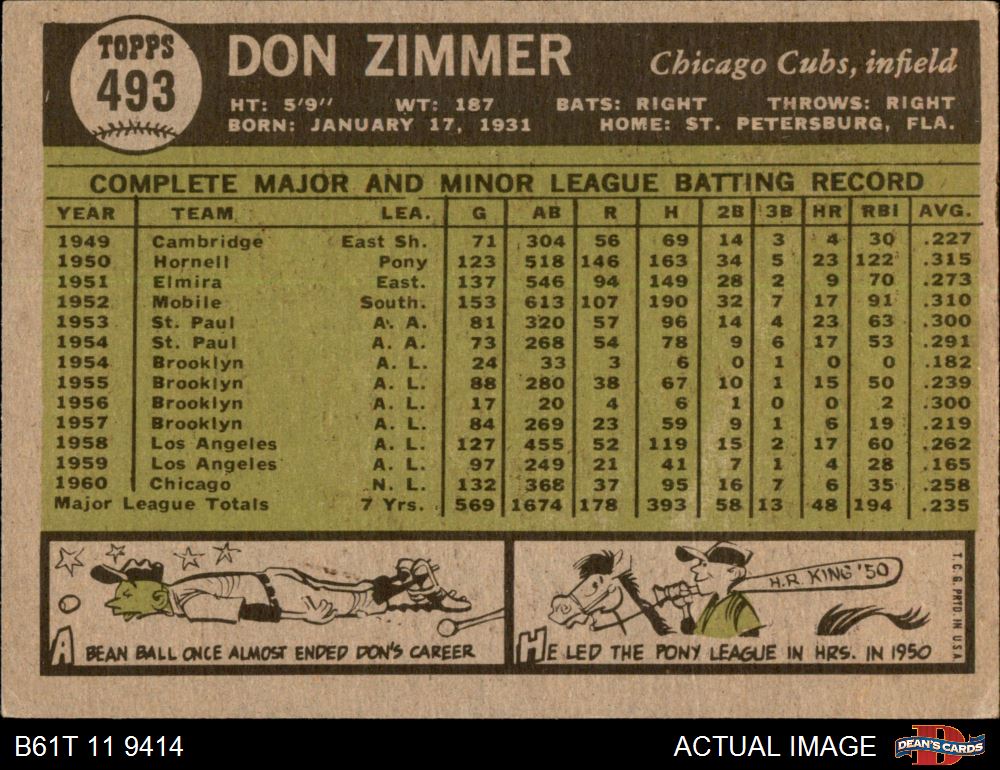 TOPPS
493
DON ZIMMER
Chicago Cubs, infield
HT: 5'9" WT: 187 BATS: RIGHT THROWS: RIGHT
BORN: JANUARY 17, 1931 HOME: ST. PETERSBURG, FLA.
COMPLETE MAJOR AND MINOR LEAGUE BATTING RECORD
YEAR TEAM LEA. G AB R H 2B 3B HR RBI AVG.
1949 Cambridge East Sh. 71 304 56 69 14 3 4 30 .227
1950 Hornell Pony 123 518 146 163 34 5 23 122 .315
1951 Elmira East. 137 546 94 149 28 2 9 70 .273
1952 Mobile South. 153 613 107 190 32 7 17 91 .310
1953 St. Paul A. A. 81 320 57 96 14 4 23 63 .300
1954 St. Paul A. A. 73 268 54 78 9 6 17 53 .291
1954 Brooklyn A. L. 24 33 3 6 0 1 0 0 .182
1955 Brooklyn A. L. 88 280 38 67 10 1 15 50 .239
1956 Brooklyn A. L. 17 20 4 6 1 0 0 2 .300
1957 Brooklyn A. L. 84 269 23 59 9 1 6 19 .219
1958 Los Angeles A. L. 127 455 52 119 15 2 17 60 .262
1959 Los Angeles A. L. 97 249 21 41 7 1 4 28 .165
1960 Chicago N. L. 132 368 37 95 16 7 6 35 .258
Major League Totals 7 Yrs. 569 1674 178 393 58 13 48 194 .235
A BEAN BALL ONCE ALMOST ENDED DON'S CAREER
H.R. KING '50
HE LED THE PONY LEAGUE IN HRS. IN 1950
T. C. G. PRTD. IN U.S.A.
B61T 11 9414
ACTUAL IMAGE
D
DEAN'S CARDS